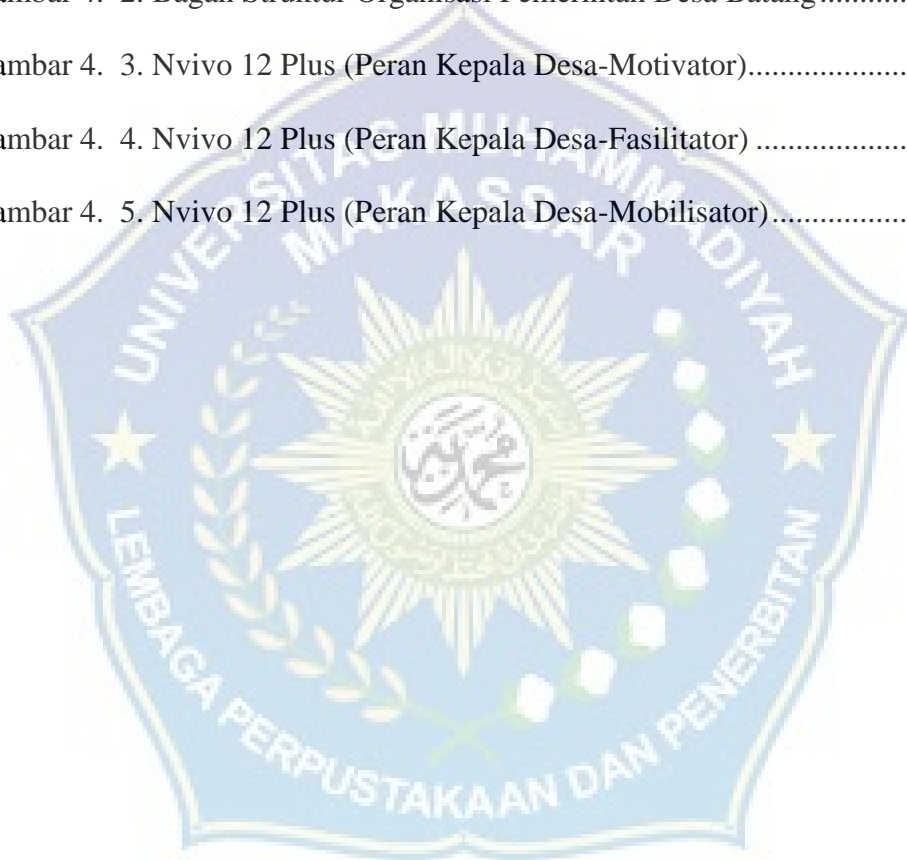 ambar 4. 2. Bagan Struktur Organisasi Pemerintah Desa Batang..........
ambar 4. 3. Nvivo 12 Plus (Peran Kepala Desa-Motivator)....................
ambar 4. 4. Nvivo 12 Plus (Peran Kepala Desa-Fasilitator) ...................
ambar 4. 5. Nvivo 12 Plus (Peran Kepala Desa-Mobilisator).................
UNIVERSITAS MUHAMMADIYAH
MAKASSAR
LEMBAGA PERPUSTAKAAN DAN PENERBITAN